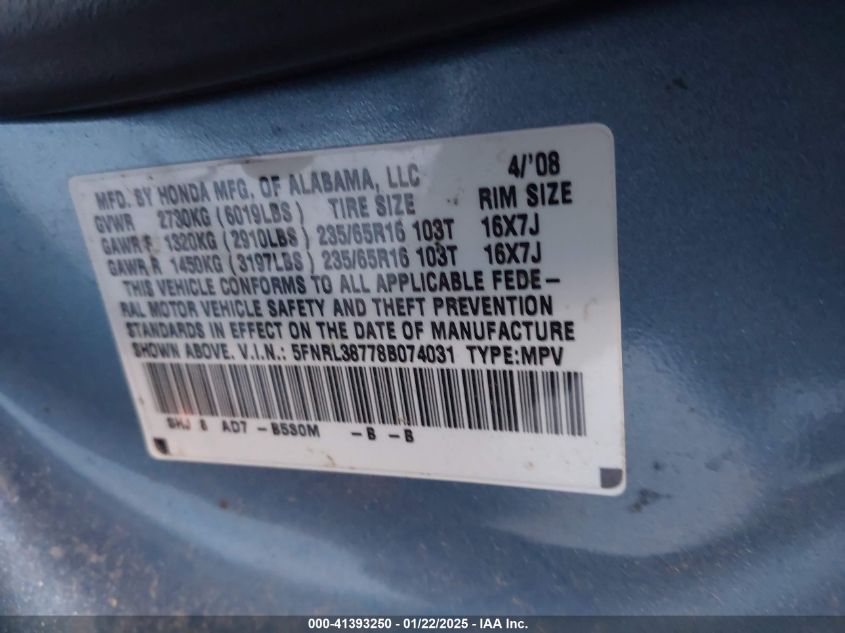 MFD. BY HONDA MFG. OF ALABAMA, LLC 4/'08
GVWR 2730KG (6019LBS) TIRE SIZE RIM SIZE
GAWR F 1320KG (2910LBS) 235/65R16 103T 16X7J
GAWR R 1450KG (3197LBS) 235/65R16 103T 16X7J
THIS VEHICLE CONFORMS TO ALL APPLICABLE FEDE-
RAL MOTOR VEHICLE SAFETY AND THEFT PREVENTION
STANDARDS IN EFFECT ON THE DATE OF MANUFACTURE
SHOWN ABOVE. V.I.N.: 5FNRL38778B074031 TYPE:MPV
SHJ 8 AD7 -B530M -B -B
000-41393250 - 01/22/2025 - IAA Inc.